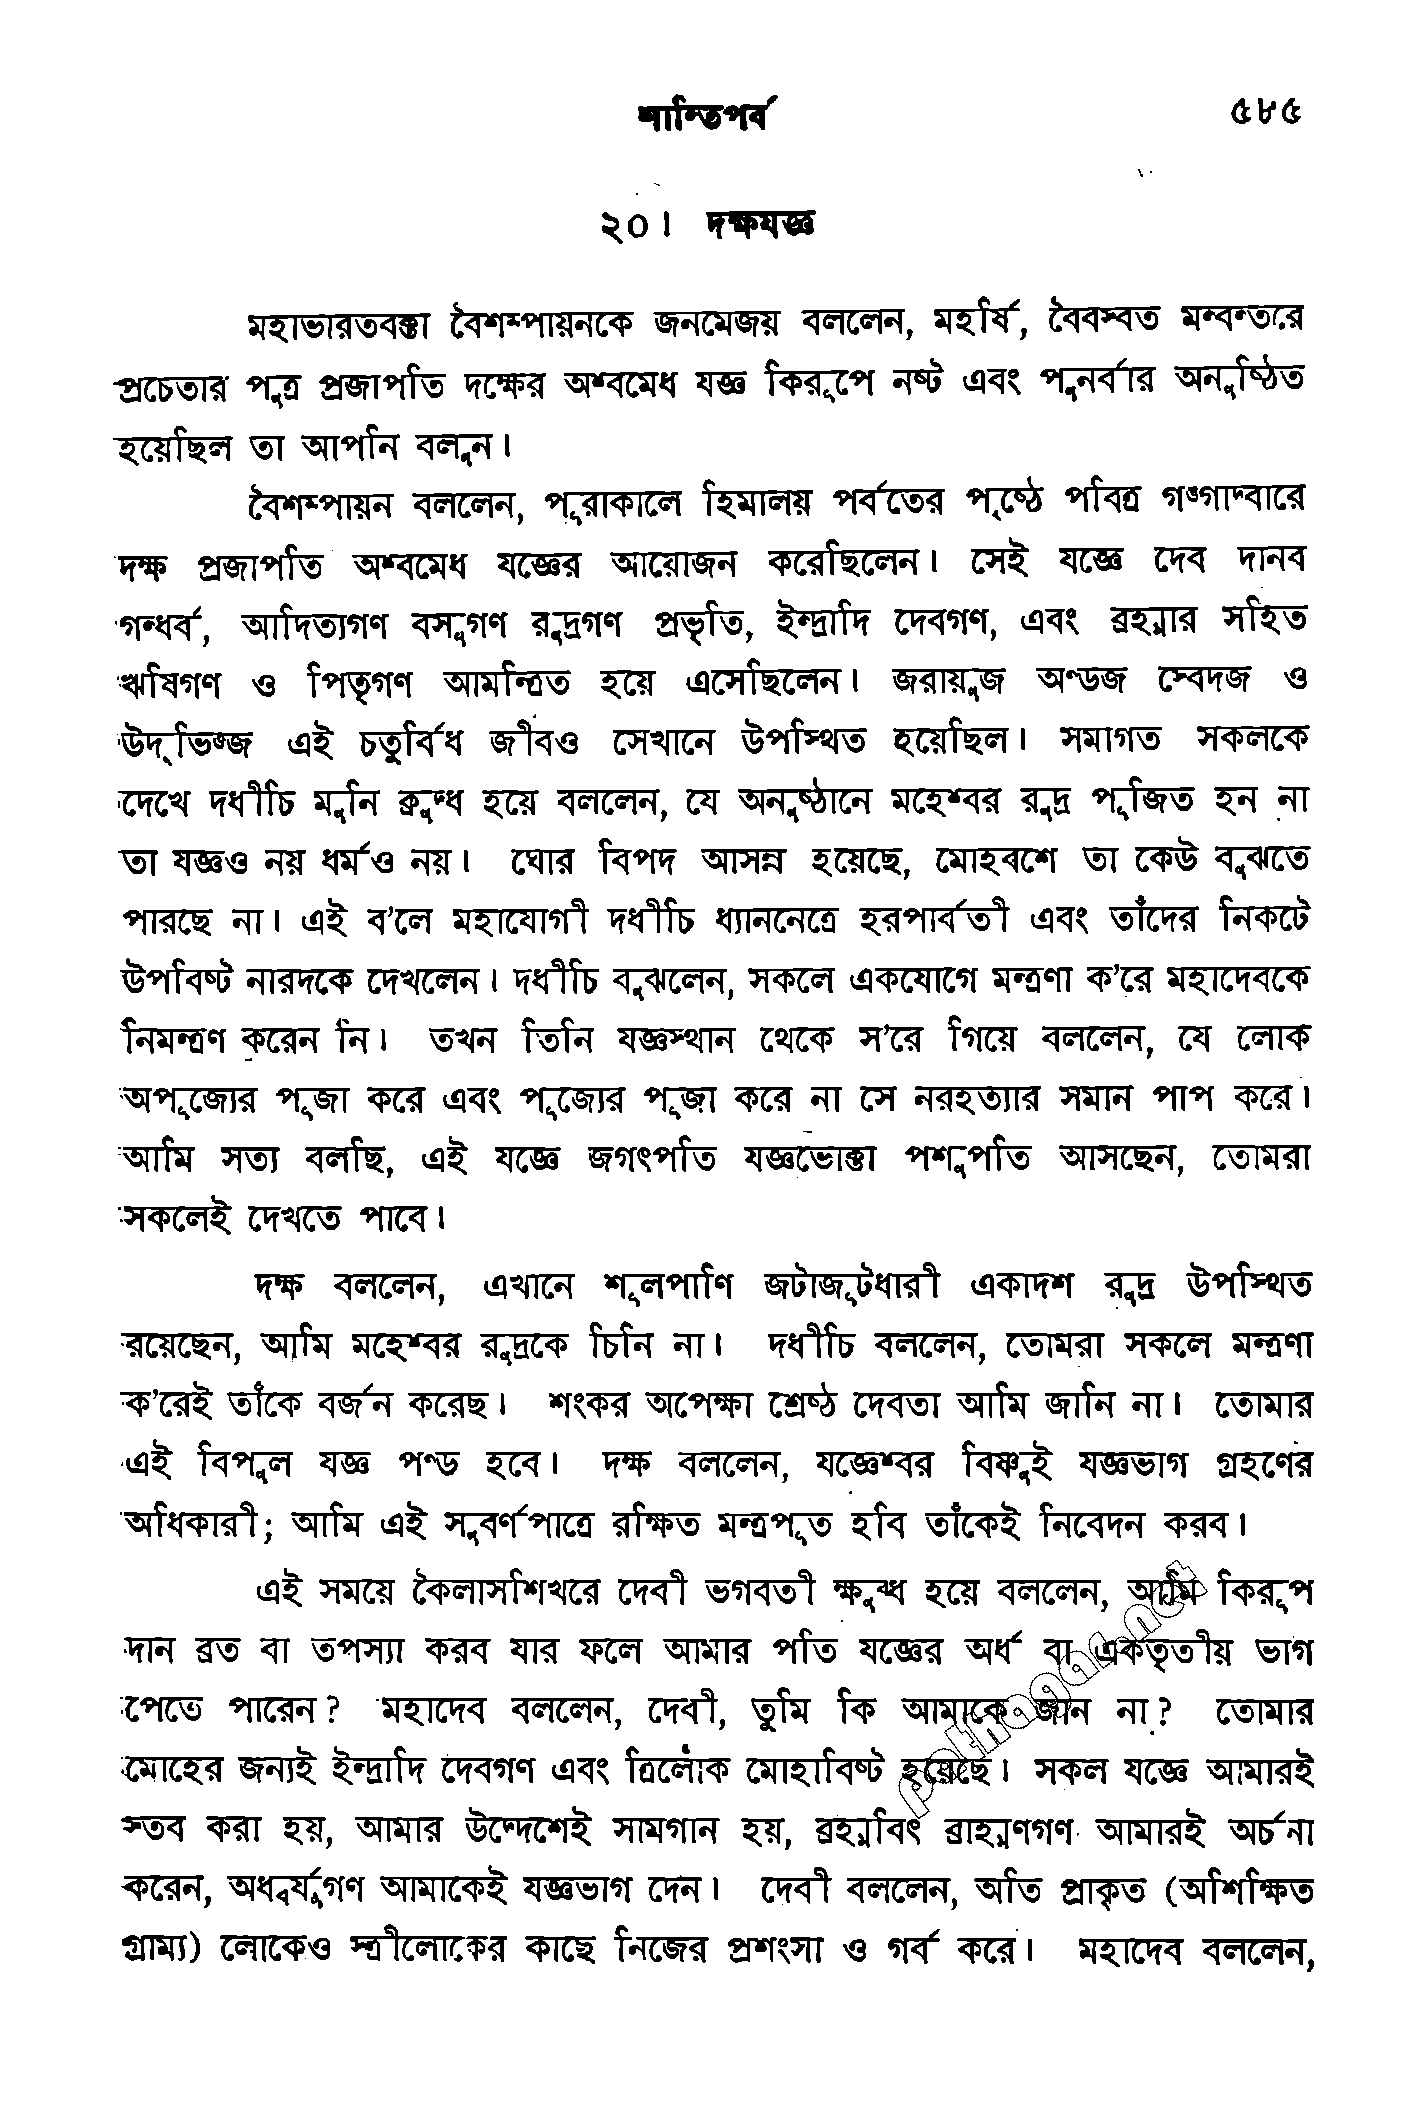 শান্তিপর্ব ৫৮৫
২০। দক্ষযজ্ঞ
মহাভারতবক্তা বৈশম্পায়নকে জনমেজয় বললেন, মহর্ষি, বৈবস্বত মন্বন্তরে
প্রচেতার পুত্র প্রজাপতি দক্ষের অশ্বমেধ যজ্ঞ কিরূপে নষ্ট এবং পুনর্বার অনুষ্ঠিত
হয়েছিল তা আপনি বলুন।
বৈশম্পায়ন বললেন, পুরাকালে হিমালয় পর্বতের পৃষ্ঠে পবিত্র গঙ্গাদ্বারে
দক্ষ প্রজাপতি অশ্বমেধ যজ্ঞের আয়োজন করেছিলেন। সেই যজ্ঞে দেব দানব
গন্ধর্ব, আদিত্যগণ বসুগণ রুদ্রগণ প্রভৃতি, ইন্দ্রাদি দেবগণ, এবং ব্রহ্মার সহিত
ঋষিগণ ও পিতৃগণ আমন্ত্রিত হয়ে এসেছিলেন। জরায়ুজ অণ্ডজ স্বেদজ ও
উদ্‌ভিজ্জ এই চতুর্বিধ জীবও সেখানে উপস্থিত হয়েছিল। সমাগত সকলকে
দেখে দধীচি মুনি ক্রুদ্ধ হয়ে বললেন, যে অনুষ্ঠানে মহেশ্বর রুদ্র পূজিত হন না
তা যজ্ঞও নয় ধর্মও নয়। ঘোর বিপদ আসন্ন হয়েছে, মোহবশে তা কেউ বুঝতে
পারছে না। এই ব'লে মহাযোগী দধীচি ধ্যাননেত্রে হরপার্বতী এবং তাঁদের নিকটে
উপবিষ্ট নারদকে দেখলেন। দধীচি বুঝলেন, সকলে একযোগে মন্ত্রণা ক'রে মহাদেবকে
নিমন্ত্রণ করেন নি। তখন তিনি যজ্ঞস্থান থেকে স'রে গিয়ে বললেন, যে লোক
অপূজ্যের পূজা করে এবং পূজ্যের পূজা করে না সে নরহত্যার সমান পাপ করে।
আমি সত্য বলছি, এই যজ্ঞে জগৎপতি যজ্ঞভোক্তা পশুপতি আসছেন, তোমরা
সকলেই দেখতে পাবে।
দক্ষ বললেন, এখানে শূলপাণি জটাজূটধারী একাদশ রুদ্র উপস্থিত
রয়েছেন, আমি মহেশ্বর রুদ্রকে চিনি না। দধীচি বললেন, তোমরা সকলে মন্ত্রণা
ক'রেই তাঁকে বর্জন করেছ। শংকর অপেক্ষা শ্রেষ্ঠ দেবতা আমি জানি না। তোমার
এই বিপুল যজ্ঞ পণ্ড হবে। দক্ষ বললেন, যজ্ঞেশ্বর বিষ্ণুই যজ্ঞভাগ গ্রহণের
অধিকারী; আমি এই সুবর্ণপাত্রে রক্ষিত মন্ত্রপূত হবি তাঁকেই নিবেদন করব।
এই সময়ে কৈলাসশিখরে দেবী ভগবতী ক্ষুব্ধ হয়ে বললেন, আমি কিরূপ
দান ব্রত বা তপস্যা করব যার ফলে আমার পতি যজ্ঞের অর্ধ বা একতৃতীয় ভাগ
পেতে পারেন? মহাদেব বললেন, দেবী, তুমি কি আমাকে জান না? তোমার
মোহের জন্যই ইন্দ্রাদি দেবগণ এবং ত্রিলোক মোহাবিষ্ট হয়েছে। সকল যজ্ঞে আমারই
স্তব করা হয়, আমার উদ্দেশেই সামগান হয়, ব্রহ্মবিৎ ব্রাহ্মণগণ আমারই অর্চনা
করেন, অধ্বর্যুগণ আমাকেই যজ্ঞভাগ দেন। দেবী বললেন, অতি প্রাকৃত (অশিক্ষিত
গ্রাম্য) লোকেও স্ত্রীলোকের কাছে নিজের প্রশংসা ও গর্ব করে। মহাদেব বললেন,
pathagar.net